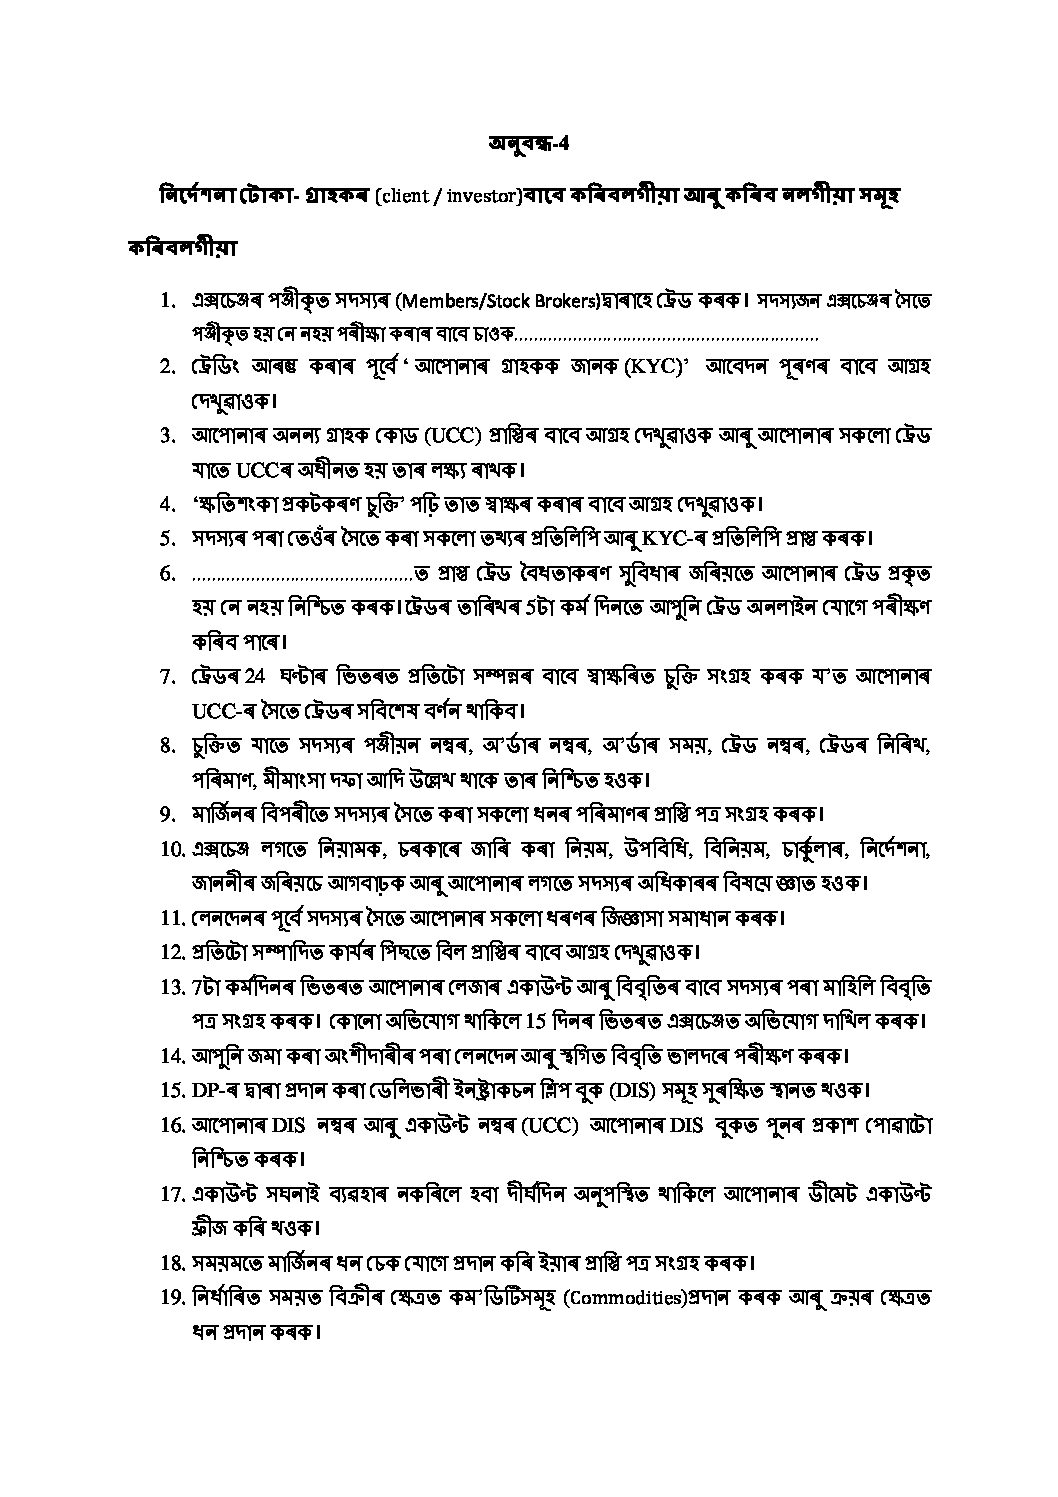 অনুবন্ধ-4
নিৰ্দেশনা টোকা- গ্ৰাহকৰ (client / investor)বাবে কৰিবলগীয়া আৰু কৰিব নলগীয়া সমূহ
কৰিবলগীয়া
1. এক্সচেঞ্জৰ পঞ্জীকৃত সদস্যৰ (Members/Stock Brokers)দ্বাৰাহে ট্ৰেড কৰক। সদস্যজন এক্সচেঞ্জৰ সৈতে
পঞ্জীকৃত হয় নে নহয় পৰীক্ষা কৰাৰ বাবে চাওক.............................................................
2. ট্ৰেডিং আৰম্ভ কৰাৰ পূৰ্বে ‘ আপোনাৰ গ্ৰাহকক জানক (KYC)’ আবেদন পূৰণৰ বাবে আগ্ৰহ
দেখুৱাওক।
3. আপোনাৰ অনন্য গ্ৰাহক কোড (UCC) প্ৰাপ্তিৰ বাবে আগ্ৰহ দেখুৱাওক আৰু আপোনাৰ সকলো ট্ৰেড
যাতে UCCৰ অধীনত হয় তাৰ লক্ষ্য ৰাখক।
4. ‘ক্ষতিশংকা প্ৰকটকৰণ চুক্তি’ পঢ়ি তাত স্বাক্ষৰ কৰাৰ বাবে আগ্ৰহ দেখুৱাওক।
5. সদস্যৰ পৰা তেওঁৰ সৈতে কৰা সকলো তথ্যৰ প্ৰতিলিপি আৰু KYC-ৰ প্ৰতিলিপি প্ৰাপ্ত কৰক।
6. .............................................ত প্ৰাপ্ত ট্ৰেড বৈধতাকৰণ সুবিধাৰ জৰিয়তে আপোনাৰ ট্ৰেড প্ৰকৃত
হয় নে নহয় নিশ্চিত কৰক। ট্ৰেডৰ তাৰিখৰ 5টা কৰ্ম দিনতে আপুনি ট্ৰেড অনলাইন যোগে পৰীক্ষণ
কৰিব পাৰে।
7. ট্ৰেডৰ 24 ঘণ্টাৰ ভিতৰত প্ৰতিটো সম্পন্নৰ বাবে স্বাক্ষৰিত চুক্তি সংগ্ৰহ কৰক য’ত আপোনাৰ
UCC-ৰ সৈতে ট্ৰেডৰ সবিশেষ বৰ্ণন থাকিব।
8. চুক্তিত যাতে সদস্যৰ পঞ্জীয়ন নম্বৰ, অ’ৰ্ডাৰ নম্বৰ, অ’ৰ্ডাৰ সময়, ট্ৰেড নম্বৰ, ট্ৰেডৰ নিৰিখ,
পৰিমাণ, মীমাংসা দফা আদি উল্লেখ থাকে তাৰ নিশ্চিত হওক।
9. মাৰ্জিনৰ বিপৰীতে সদস্যৰ সৈতে কৰা সকলো ধনৰ পৰিমাণৰ প্ৰাপ্তি পত্ৰ সংগ্ৰহ কৰক।
10. এক্সচেঞ্জ লগতে নিয়ামক, চৰকাৰে জাৰি কৰা নিয়ম, উপবিধি, বিনিয়ম, চাৰ্কুলাৰ, নিৰ্দেশনা,
জাননীৰ জৰিয়চে আগবাঢ়ক আৰু আপোনাৰ লগতে সদস্যৰ অধিকাৰৰ বিষয়ে জ্ঞাত হওক।
11. লেনদেনৰ পূৰ্বে সদস্যৰ সৈতে আপোনাৰ সকলো ধৰণৰ জিজ্ঞাসা সমাধান কৰক।
12. প্ৰতিটো সম্পাদিত কাৰ্যৰ পিছতে বিল প্ৰাপ্তিৰ বাবে আগ্ৰহ দেখুৱাওক।
13. 7টা কৰ্মদিনৰ ভিতৰত আপোনাৰ লেজাৰ একাউণ্ট আৰু বিবৃতিৰ বাবে সদস্যৰ পৰা মাহিলি বিবৃতি
পত্ৰ সংগ্ৰহ কৰক। কোনো অভিযোগ থাকিলে 15 দিনৰ ভিতৰত এক্সচেঞ্জত অভিযোগ দাখিল কৰক।
14. আপুনি জমা কৰা অংশীদাৰীৰ পৰা লেনদেন আৰু স্থগিত বিবৃতি ভালদৰে পৰীক্ষণ কৰক।
15. DP-ৰ দ্বাৰা প্ৰদান কৰা ডেলিভাৰী ইনষ্ট্ৰাকচন শ্লিপ বুক (DIS) সমূহ সুৰক্ষিত স্থানত থওক।
16. আপোনাৰ DIS নম্বৰ আৰু একাউণ্ট নম্বৰ (UCC) আপোনাৰ DIS বুকত পুনৰ প্ৰকাশ পোৱাটো
নিশ্চিত কৰক।
17. একাউণ্ট সঘনাই ব্যৱহাৰ নকৰিলে হবা দীৰ্ঘদিন অনুপস্থিত থাকিলে আপোনাৰ ডীমেট একাউণ্ট
ফ্ৰীজ কৰি থওক।
18. সময়মতে মাৰ্জিনৰ ধন চেক যোগে প্ৰদান কৰি ইয়াৰ প্ৰাপ্তি পত্ৰ সংগ্ৰহ কৰক।
19. নিৰ্ধাৰিত সময়ত বিক্ৰীৰ ক্ষেত্ৰত কম’ডিটিসমূহ (Commodities)প্ৰদান কৰক আৰু ক্ৰয়ৰ ক্ষেত্ৰত
ধন প্ৰদান কৰক।